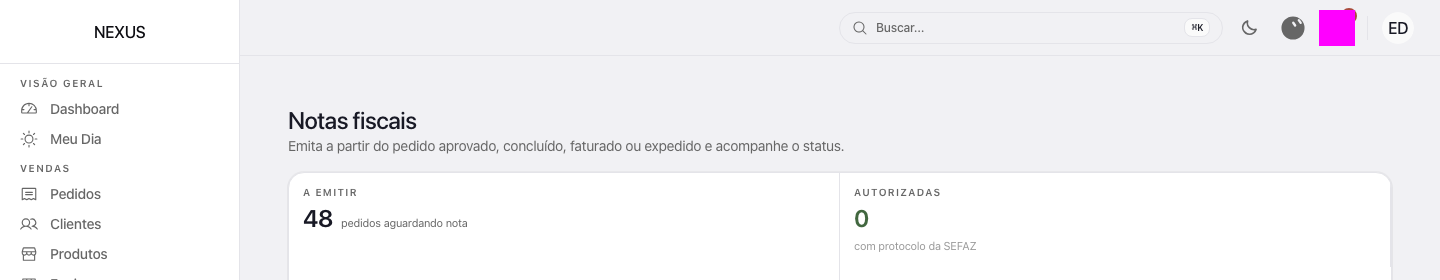 NEXUS
Buscar...
⌘K
ED
VISÃO GERAL
Dashboard
Meu Dia
VENDAS
Pedidos
Clientes
Produtos
Notas fiscais
Emita a partir do pedido aprovado, concluído, faturado ou expedido e acompanhe o status.
A EMITIR
48 pedidos aguardando nota
AUTORIZADAS
0
com protocolo da SEFAZ